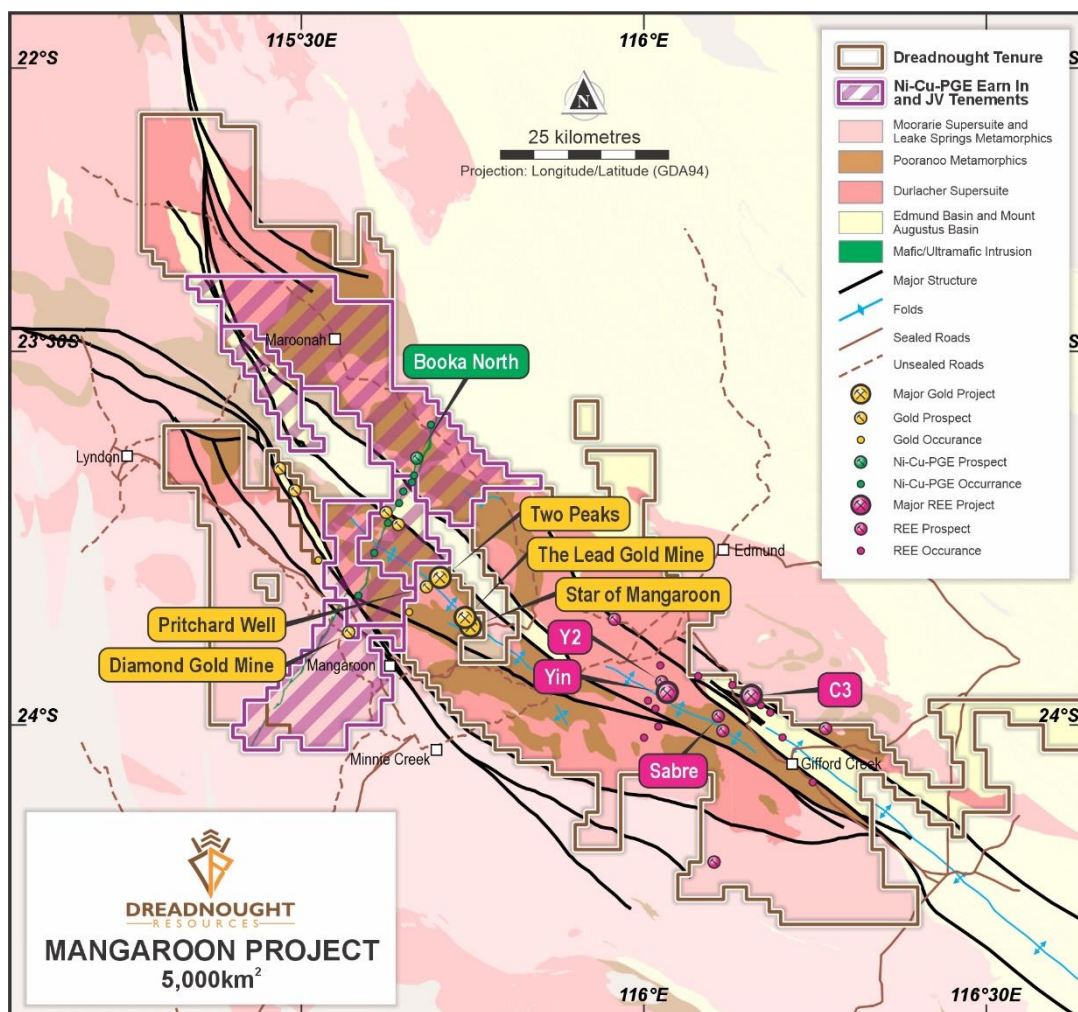 115°30E
116°E
22°S
S
25 kilometres
Projection: Longitude/Latitude (GDA94)
N
Dreadnought Tenure
Ni-Cu-PGE Earn In
and JV Tenements
Moorarie Supersuite and
Leake Springs Metamorphics
Pooranoo Metamorphics
Durlacher Supersuite
Edmund Basin and Mount
Augustus Basin
Mafic/Ultramafic Intrusion
Major Structure
Folds
Sealed Roads
Unsealed Roads
Major Gold Project
Gold Prospect
Gold Occurance
Ni-Cu-PGE Prospect
Ni-Cu-PGE Occurrance
Major REE Project
REE Prospect
REE Occurance
23°30S
S
Maroonah
Booka North
Lyndon
Two Peaks
The Lead Gold Mine
Edmund
Star of Mangaroon
Pritchard Well
Y2
Diamond Gold Mine
Mangaroon
Yin
C3
24°S
24°S
Minnie Creek
Gifford Creek
Sabre
DREADNOUGHT
RESOURCES
MANGAROON PROJECT
5,000km²
116°E
116°30E